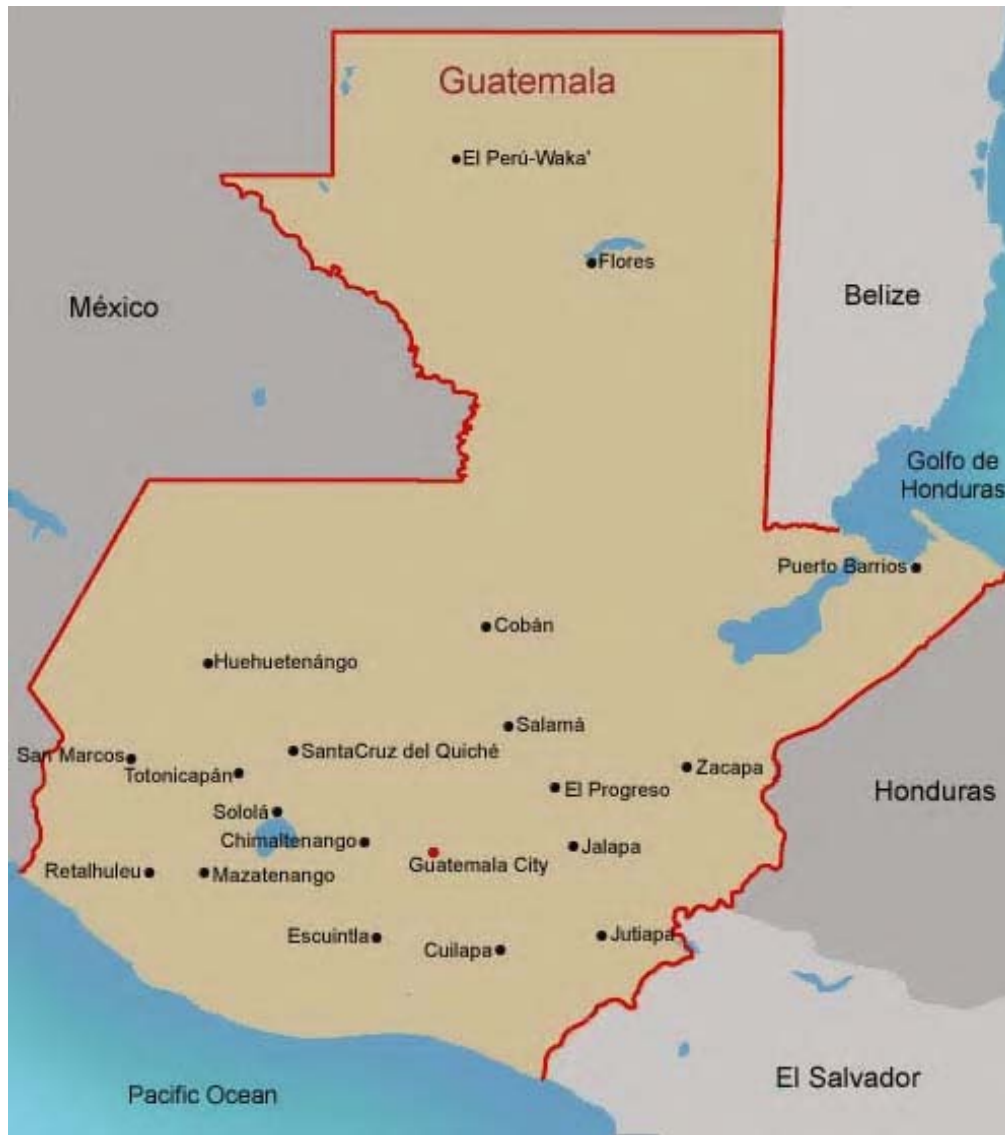 Guatemala
El Perú-Waka'
Flores
México
Belize
Golfo de
Honduras
Puerto Barrios
Cobán
Huehuetenángo
Salamá
SantaCruz del Quiché
San Marcos
Totonicapán
Zacapa
El Progreso
Honduras
Sololá
Chimaltenango
Jalapa
Guatemala City
Retalhuleu
Mazatenango
Escuintla
Cuilapa
Jutiapa
El Salvador
Pacific Ocean